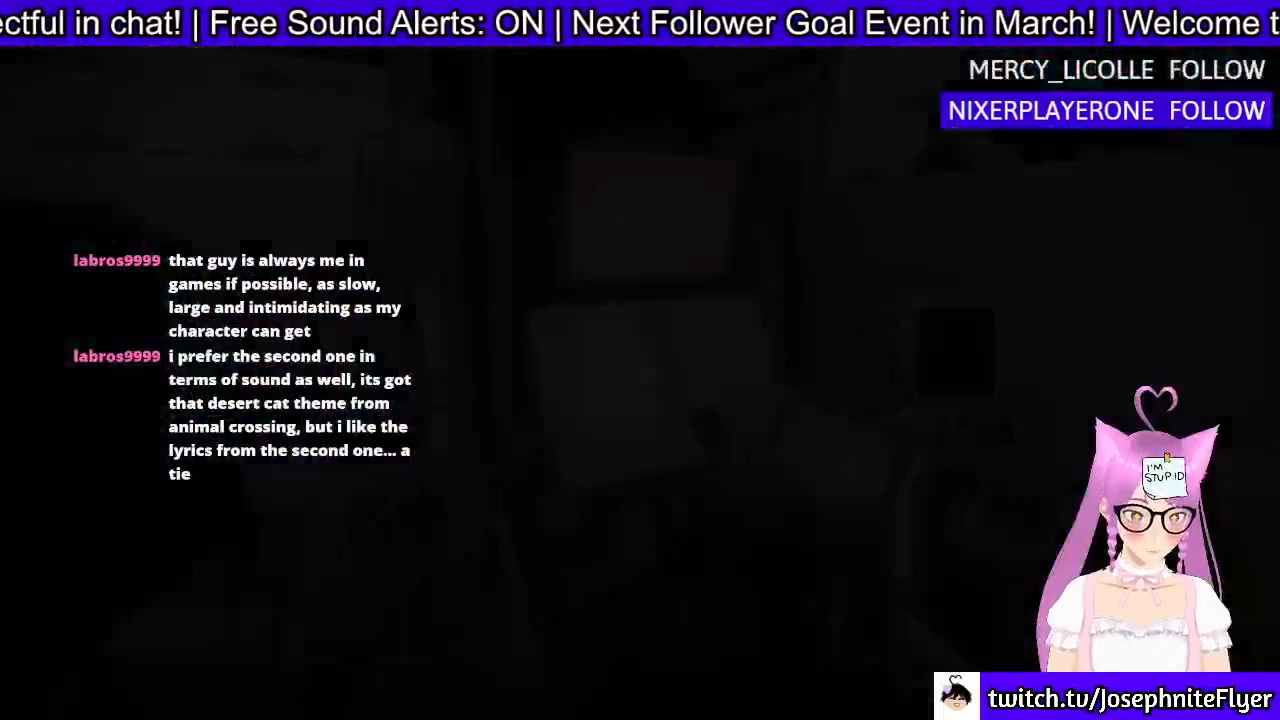 ectful in chat! | Free Sound Alerts: ON | Next Follower Goal Event in March! | Welcome t
MERCY_LICOLLE FOLLOW
NIXERPLAYERONE FOLLOW
labros9999 that guy is always me in
games if possible, as slow,
large and intimidating as my
character can get
labros9999 i prefer the second one in
terms of sound as well, its got
that desert cat theme from
animal crossing, but i like the
lyrics from the second one... a
tie
I'M
STUPID
twitch.tv/JosephniteFlyer